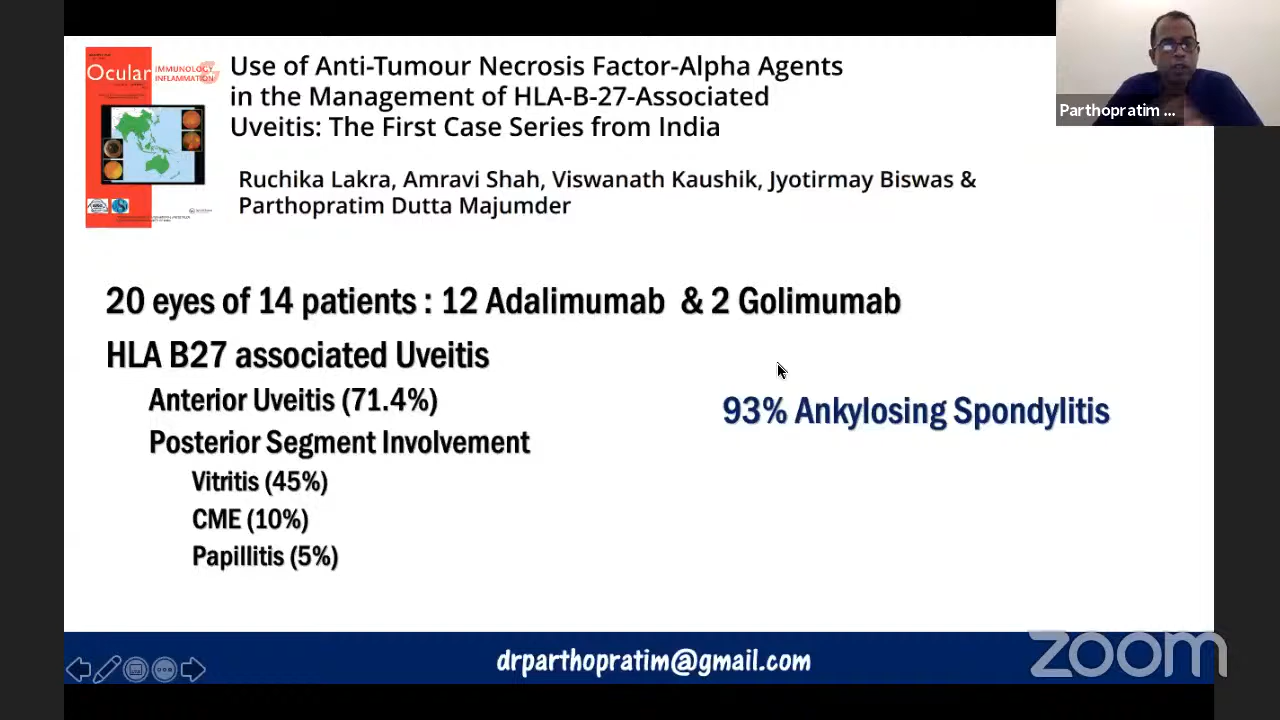 Ocular
IMMUNOLOGY
&
INFLAMMATION
Use of Anti-Tumour Necrosis Factor-Alpha Agents
in the Management of HLA-B-27-Associated
Uveitis: The First Case Series from India
Parthopratim ...
Ruchika Lakra, Amravi Shah, Viswanath Kaushik, Jyotirmay Biswas &
Parthopratim Dutta Majumder
20 eyes of 14 patients : 12 Adalimumab & 2 Golimumab
HLA B27 associated Uveitis
Anterior Uveitis (71.4%)
93% Ankylosing Spondylitis
Posterior Segment Involvement
Vitritis (45%)
CME (10%)
Papillitis (5%)
drparthopratim@gmail.com
zoom